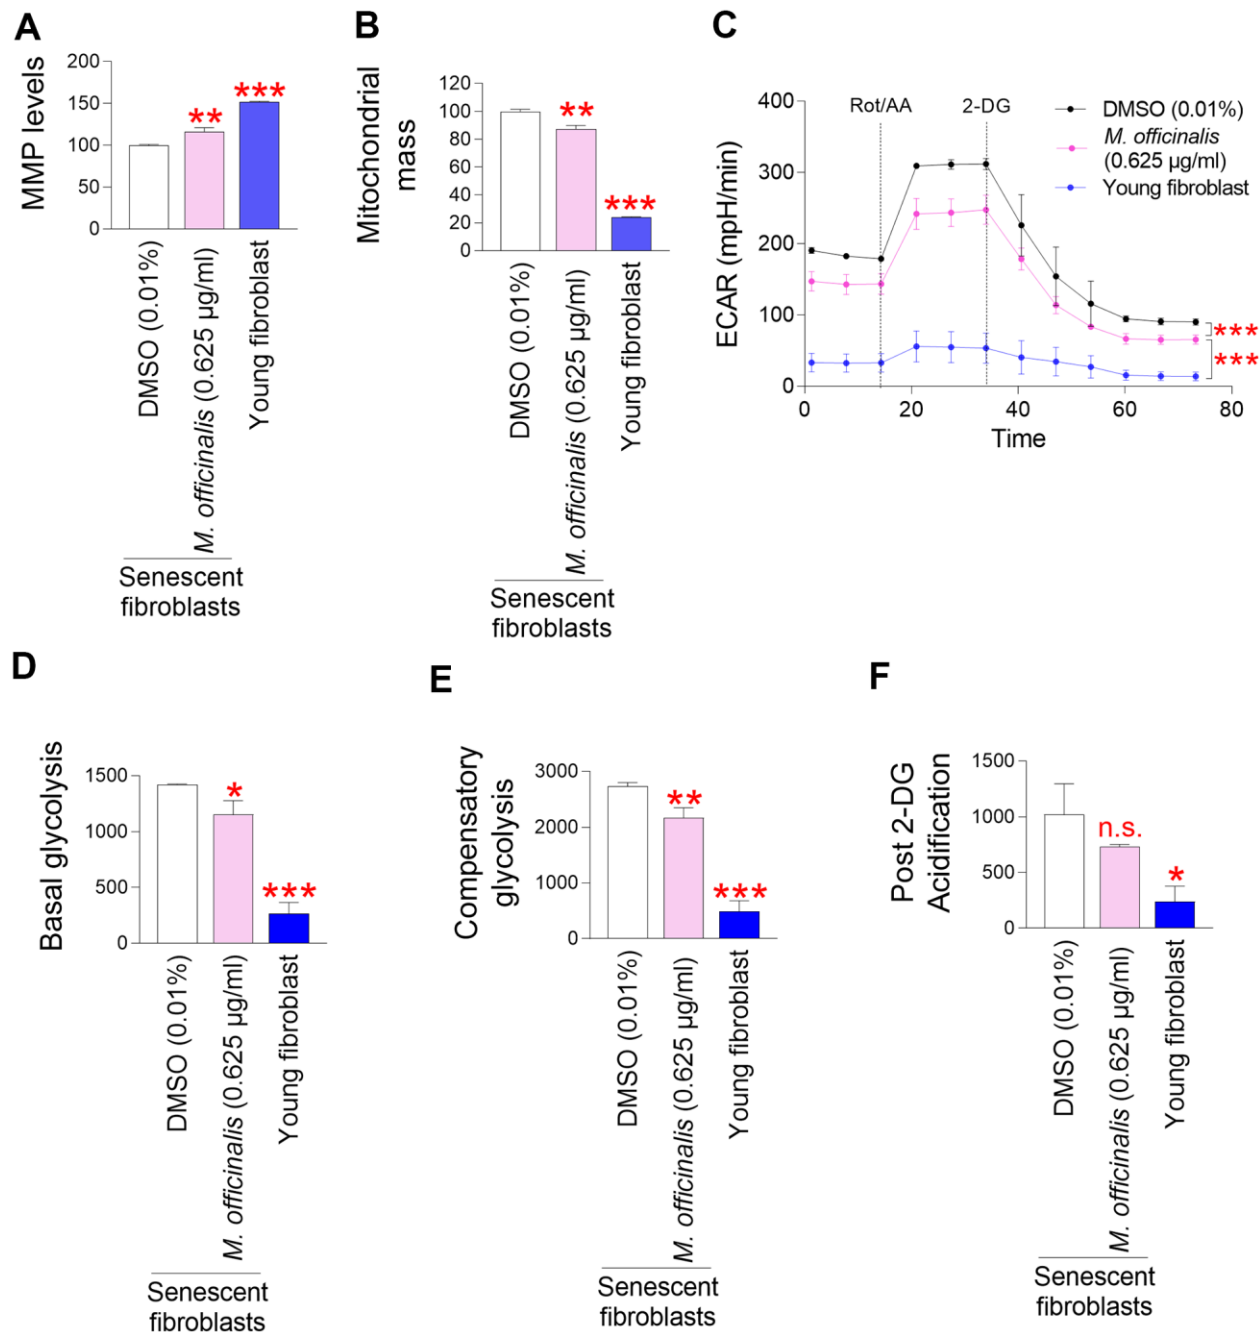 A
MMP levels
200
150
100
50
0
**
***
DMSO (0.01%)
M. officinalis (0.625 µg/ml)
Young fibroblast
Senescent
fibroblasts
B
Mitochondrial
mass
120
100
80
60
40
20
0
**
***
DMSO (0.01%)
M. officinalis (0.625 µg/ml)
Young fibroblast
Senescent
fibroblasts
C
ECAR (mpH/min)
400
300
200
100
0
Rot/AA
2-DG
DMSO (0.01%)
M. officinalis
(0.625 µg/ml)
Young fibroblast
***
***
0 20 40 60 80
Time
D
Basal glycolysis
1500
1000
500
0
*
***
DMSO (0.01%)
M. officinalis (0.625 µg/ml)
Young fibroblast
Senescent
fibroblasts
E
Compensatory
glycolysis
3000
2000
1000
0
**
***
DMSO (0.01%)
M. officinalis (0.625 µg/ml)
Young fibroblast
Senescent
fibroblasts
F
Post 2-DG
Acidification
1500
1000
500
0
n.s.
*
DMSO (0.01%)
M. officinalis (0.625 µg/ml)
Young fibroblast
Senescent
fibroblasts